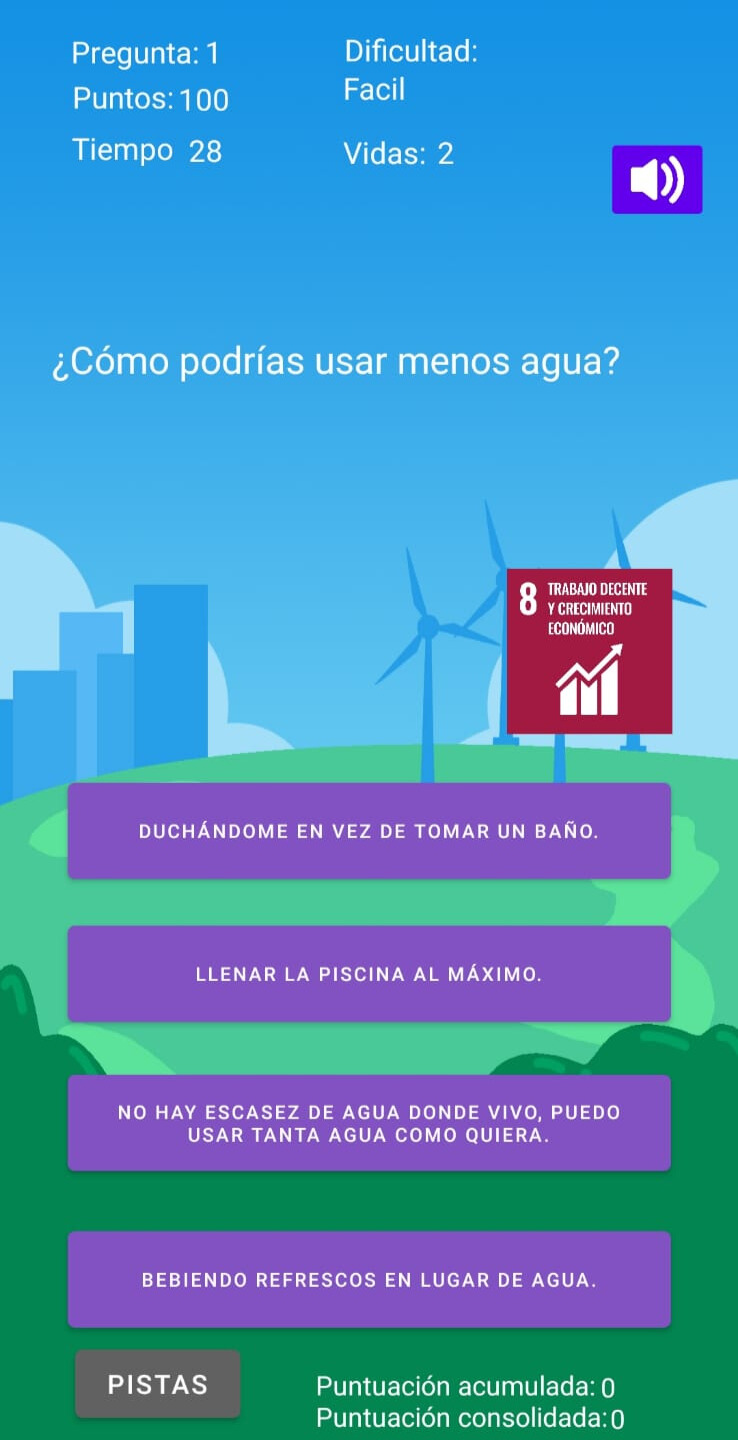 Pregunta: 1
Dificultad:
Facil
Puntos: 100
Tiempo 28
Vidas: 2
¿Cómo podrías usar menos agua?
8 TRABAJO DECENTE
Y CRECIMIENTO
ECONÓMICO
DUCHÁNDOME EN VEZ DE TOMAR UN BAÑO.
LLENAR LA PISCINA AL MÁXIMO.
NO HAY ESCASEZ DE AGUA DONDE VIVO, PUEDO
USAR TANTA AGUA COMO QUIERA.
BEBIENDO REFRESCOS EN LUGAR DE AGUA.
PISTAS
Puntuación acumulada: 0
Puntuación consolidada: 0